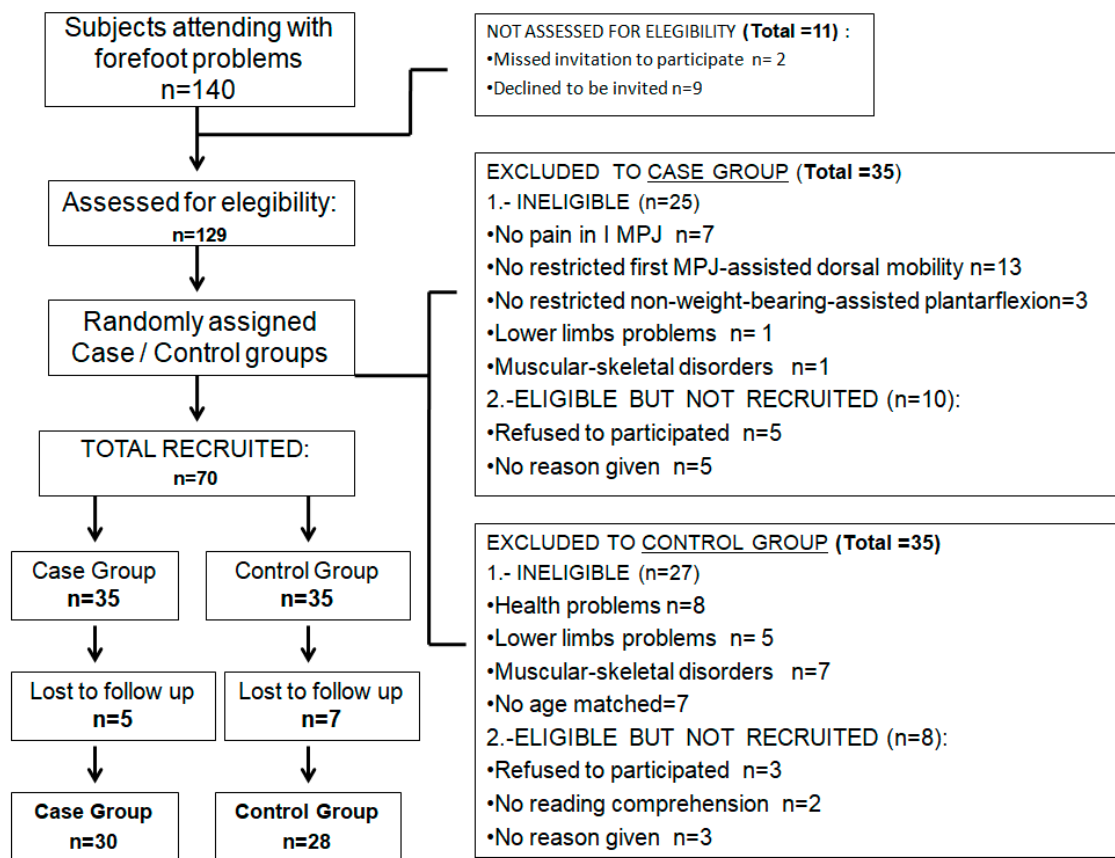 Subjects attending with
forefoot problems
n=140
NOT ASSESSED FOR ELEGIBILITY (Total =11) :
•Missed invitation to participate n= 2
•Declined to be invited n=9
Assessed for elegibility:
n=129
Randomly assigned
Case / Control groups
EXCLUDED TO CASE GROUP (Total =35)
1.- INELIGIBLE (n=25)
•No pain in I MPJ n=7
•No restricted first MPJ-assisted dorsal mobility n=13
•No restricted non-weight-bearing-assisted plantarflexion=3
•Lower limbs problems n= 1
•Muscular-skeletal disorders n=1
2.-ELIGIBLE BUT NOT RECRUITED (n=10):
•Refused to participated n=5
•No reason given n=5
TOTAL RECRUITED:
n=70
Case Group
n=35
Control Group
n=35
Lost to follow up
n=5
Lost to follow up
n=7
Case Group
n=30
Control Group
n=28
EXCLUDED TO CONTROL GROUP (Total =35)
1.- INELIGIBLE (n=27)
•Health problems n=8
•Lower limbs problems n= 5
•Muscular-skeletal disorders n=7
•No age matched=7
2.-ELIGIBLE BUT NOT RECRUITED (n=8):
•Refused to participated n=3
•No reading comprehension n=2
•No reason given n=3